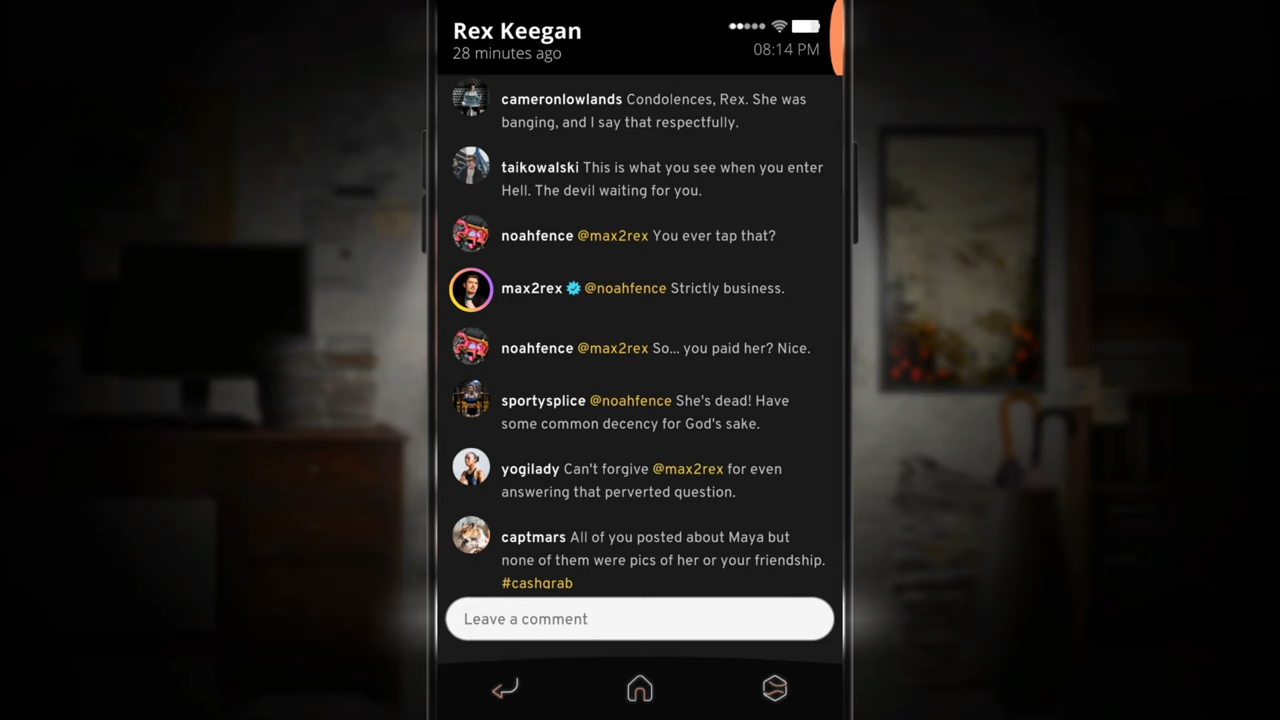 Rex Keegan
28 minutes ago
08:14 PM
cameronlowlands Condolences, Rex. She was
banging, and I say that respectfully.
taikowalski This is what you see when you enter
Hell. The devil waiting for you.
noahfence @max2rex You ever tap that?
max2rex @noahfence Strictly business.
noahfence @max2rex So... you paid her? Nice.
sportysplice @noahfence She's dead! Have
some common decency for God's sake.
yogilady Can't forgive @max2rex for even
answering that perverted question.
captmars All of you posted about Maya but
none of them were pics of her or your friendship.
#cashgrab
Leave a comment